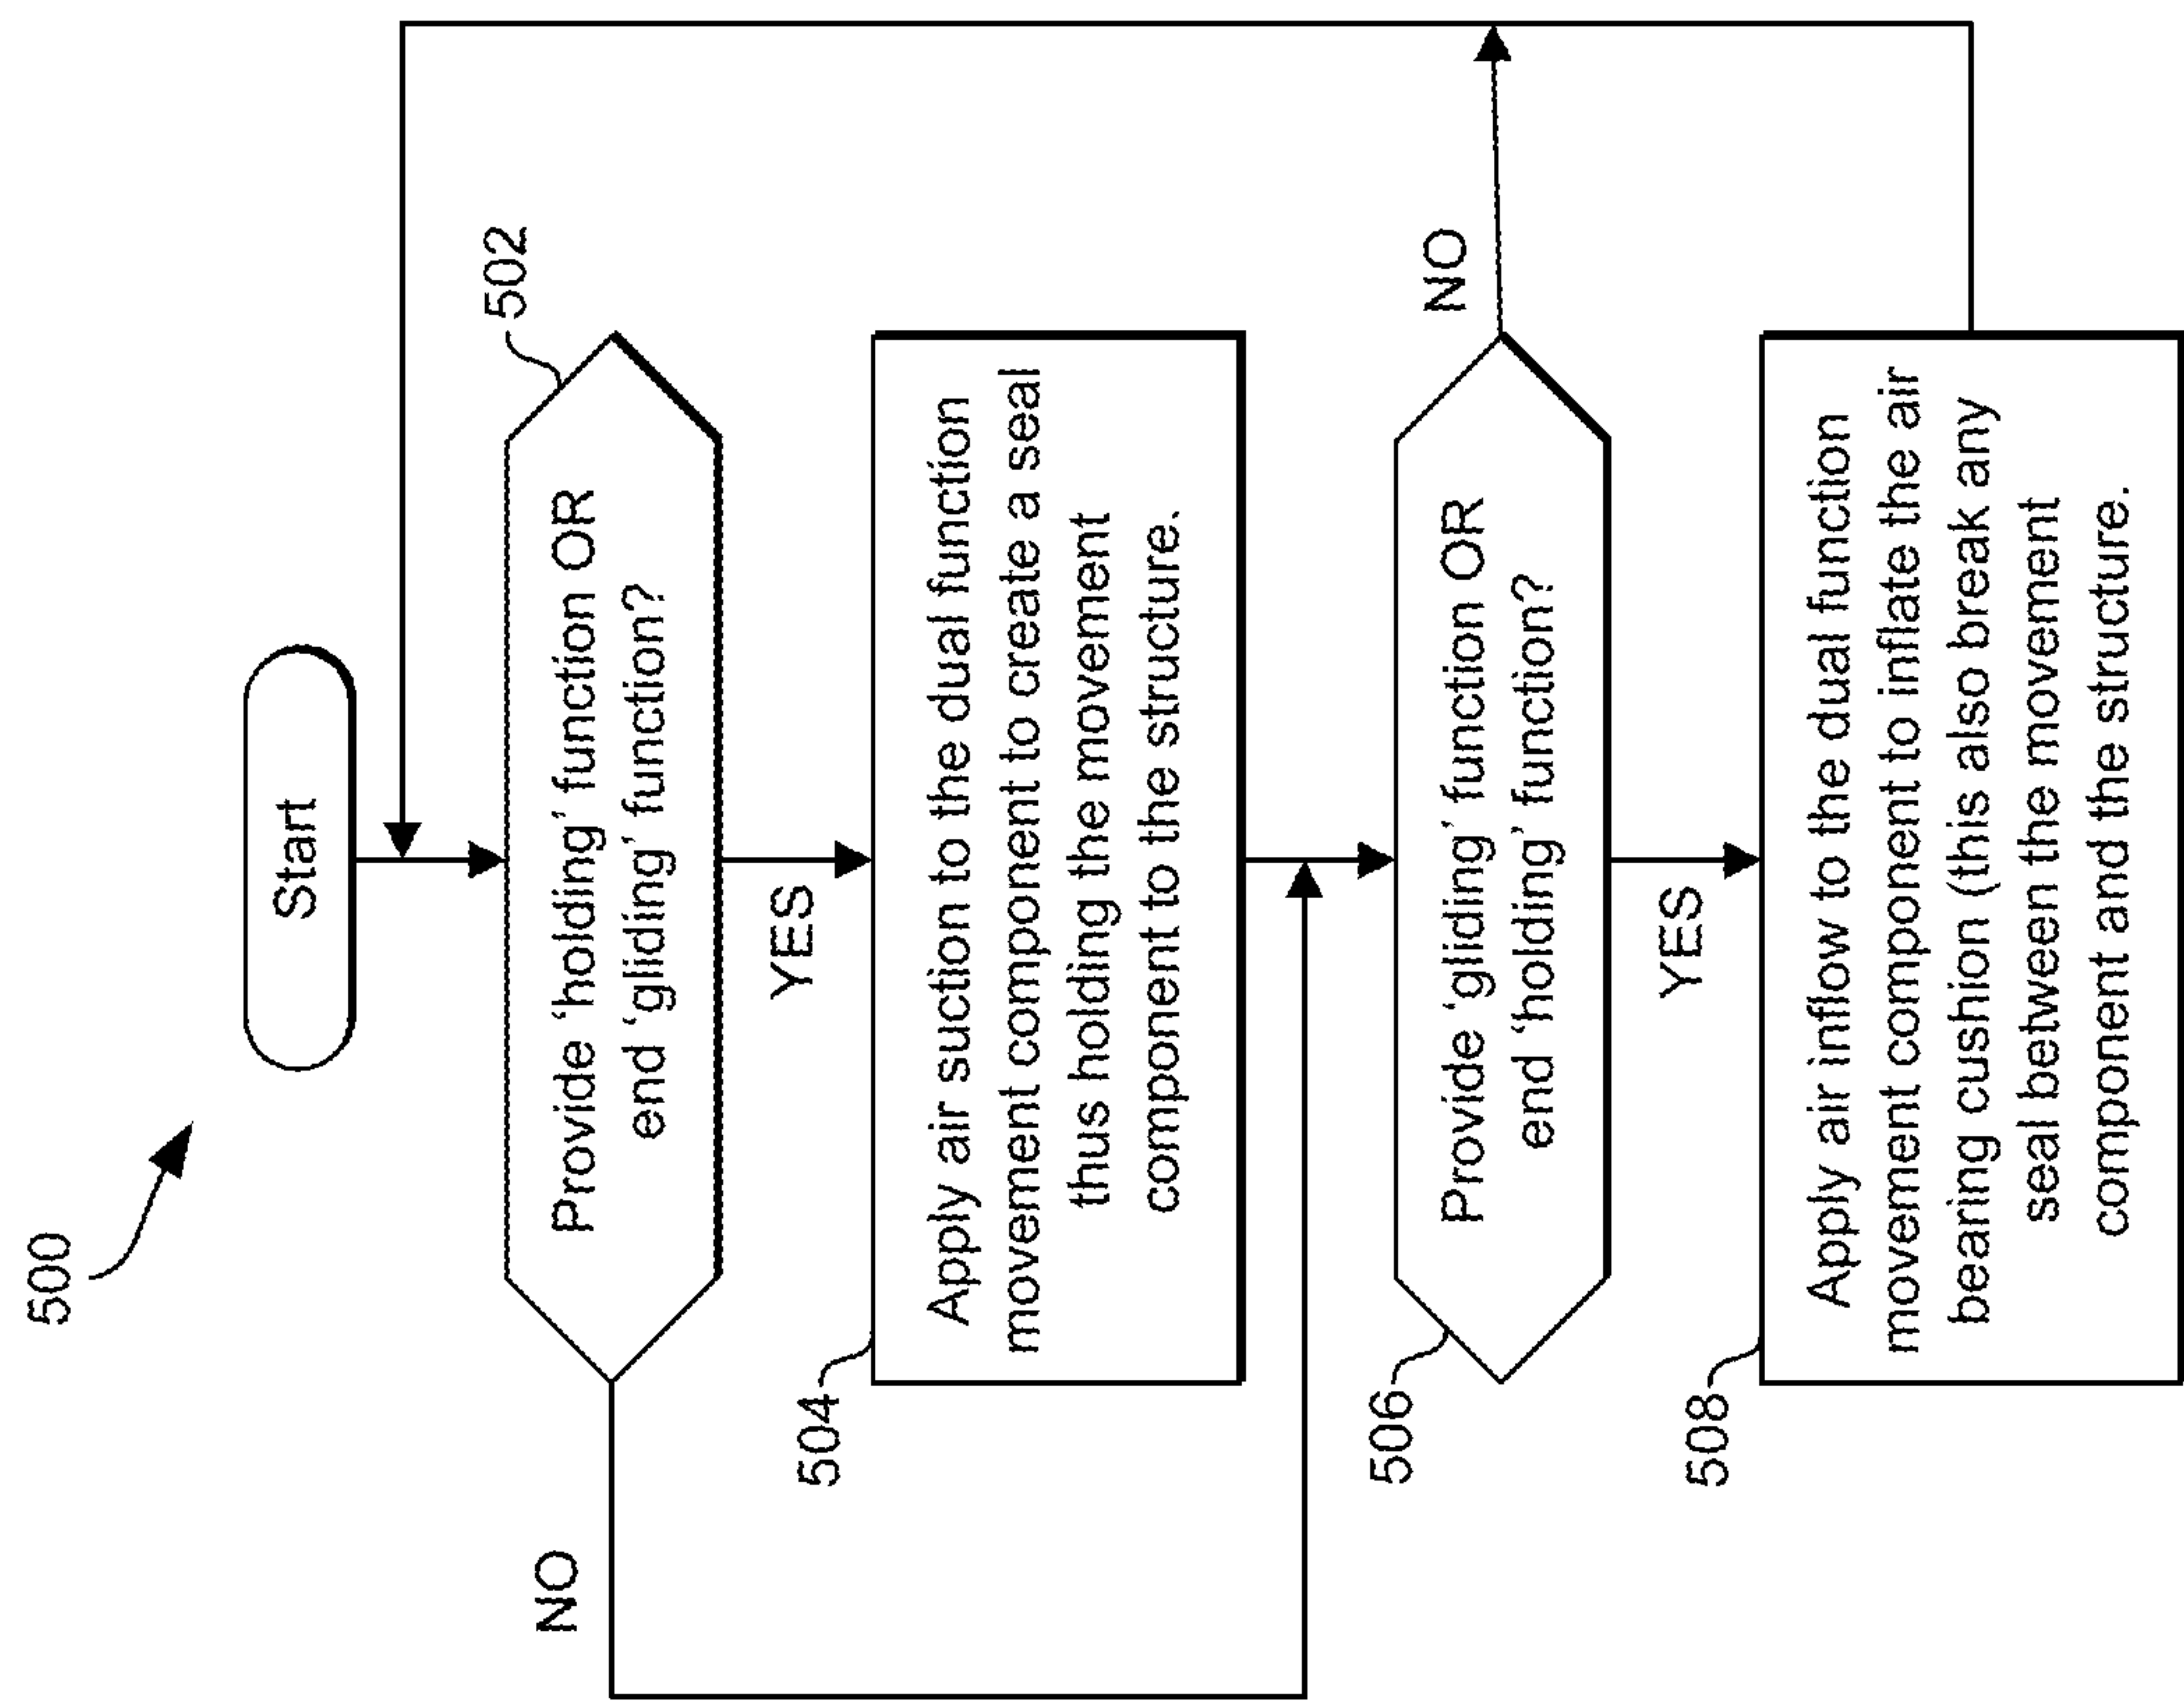 500
Start
502
Provide ‘holding’ function OR
end ‘gliding’ function?
NO
YES
504
Apply air suction to the dual function
movement component to create a seal
thus holding the movement
component to the structure.
506
Provide ‘gliding’ function OR
end ‘holding’ function?
NO
YES
508
Apply air inflow to the dual function
movement component to inflate the air
bearing cushion (this also break any
seal between the movement
component and the structure.